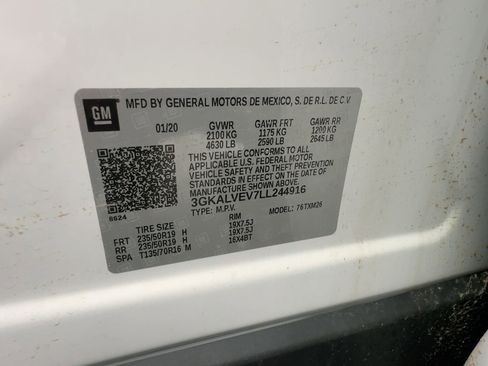 GM
MFD BY GENERAL MOTORS DE MEXICO, S. DE R.L. DE C.V.
01/20 GVWR GAWR FRT GAWR RR
2100 KG 1175 KG 1200 KG
4630 LB 2590 LB 2645 LB
THIS VEHICLE CONFORMS TO ALL
APPLICABLE U.S. FEDERAL MOTOR
VEHICLE SAFETY AND THEFT PREVENTION
STANDARDS IN EFFECT ON THE DATE OF
MANUFACTURE SHOWN ABOVE.
3GKALVEV7LL244916
TYPE: M.P.V. MODEL: 76TXM26
8624
TIRE SIZE RIM
FRT 235/50R19 H 19X7.5J
RR 235/50R19 H 19X7.5J
SPA T135/70R16 M 16X4BT